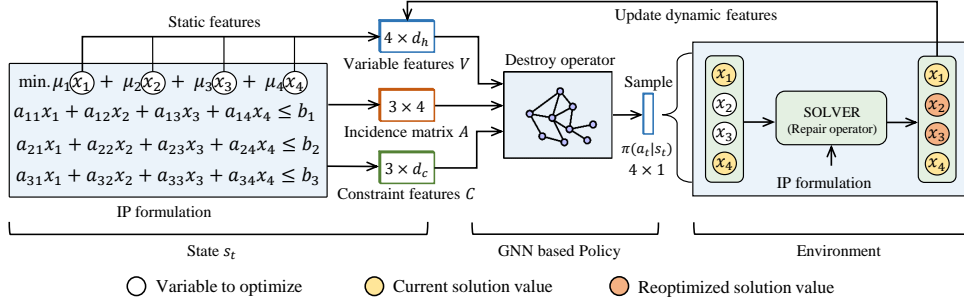 Static features
Update dynamic features
min. μ₁x₁ + μ₂x₂ + μ₃x₃ + μ₄x₄
a₁₁x₁ + a₁₂x₂ + a₁₃x₃ + a₁₄x₄ ≤ b₁
a₂₁x₁ + a₂₂x₂ + a₂₃x₃ + a₂₄x₄ ≤ b₂
a₃₁x₁ + a₃₂x₂ + a₃₃x₃ + a₃₄x₄ ≤ b₃
IP formulation
4 × d_h
Variable features V
3 × 4
Incidence matrix A
3 × d_c
Constraint features C
Destroy operator
Sample
π(a_t|s_t)
4 × 1
x₁
x₂
x₃
x₄
SOLVER
(Repair operator)
IP formulation
x₁
x₂
x₃
x₄
State s_t
GNN based Policy
Environment
Variable to optimize
Current solution value
Reoptimized solution value